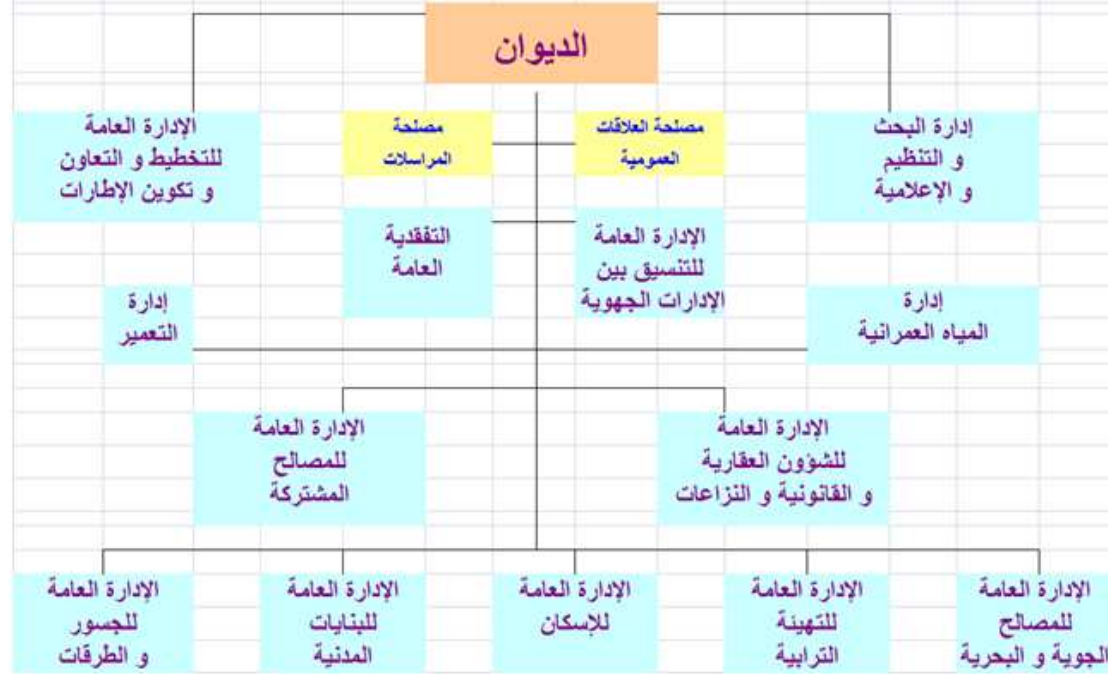 الديوان
إدارة البحث
و التنظيم
و الإعلامية
مصلحة العلاقات
العمومية
مصلحة
المراسلات
الإدارة العامة
للتخطيط و التعاون
و تكوين الإطارات
الإدارة العامة
للتنسيق بين
الإدارات الجهوية
التفقدية
العامة
إدارة
المياه العمرانية
إدارة
التعمير
الإدارة العامة
للشؤون العقارية
و القانونية و النزاعات
الإدارة العامة
للمصالح
المشتركة
الإدارة العامة
للمصالح
الجوية و البحرية
الإدارة العامة
للتهيئة
الترابية
الإدارة العامة
للإسكان
الإدارة العامة
للبنايات
المدنية
الإدارة العامة
للجسور
و الطرقات